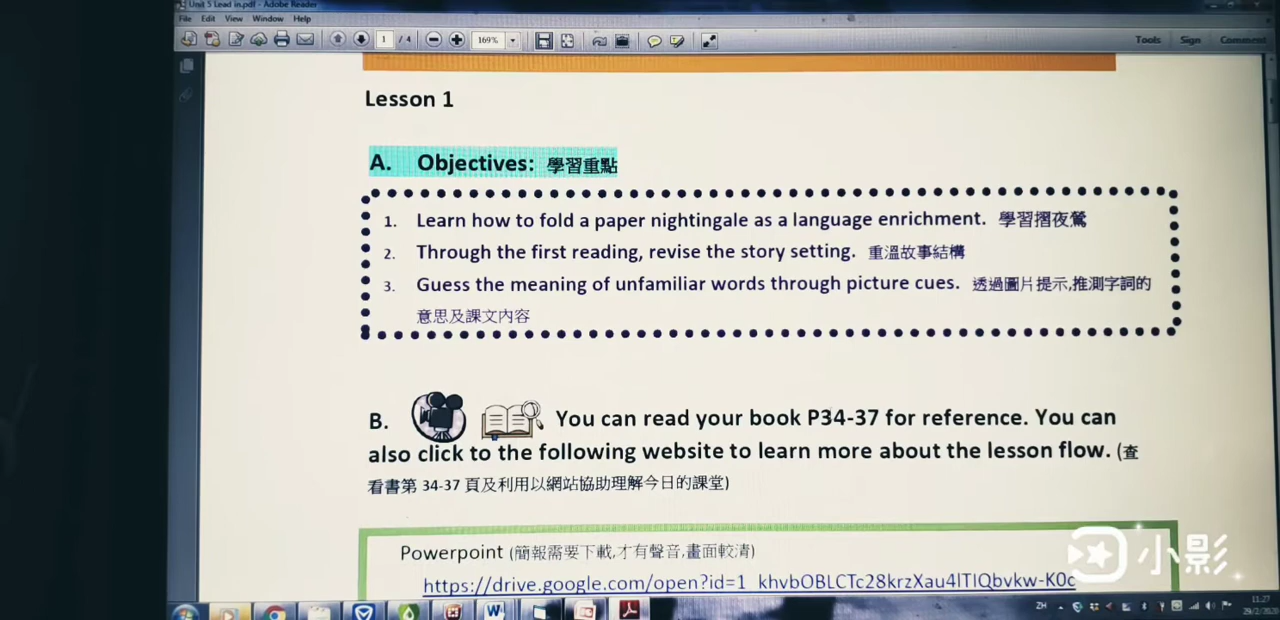 Unit 5 Lead in.pdf - Adobe Reader
File Edit View Window Help
1 / 4 169% Tools Sign Comment
Lesson 1
A. Objectives: 學習重點
1. Learn how to fold a paper nightingale as a language enrichment. 學習摺夜鶯
2. Through the first reading, revise the story setting. 重溫故事結構
3. Guess the meaning of unfamiliar words through picture cues. 透過圖片提示,推測字詞的
意思及課文內容
B. You can read your book P34-37 for reference. You can
also click to the following website to learn more about the lesson flow. (查
看書第 34-37 頁及利用以網站協助理解今日的課堂)
Powerpoint (簡報需要下載,才有聲音,畫面較清)
https://drive.google.com/open?id=1_khvbOBLCTc28krzXau4lTIQbvkw-K0c
小影
ZH 11:27
29/2/2020